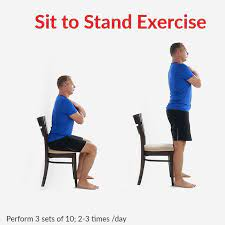 Sit to Stand Exercise
Perform 3 sets of 10; 2-3 times /day